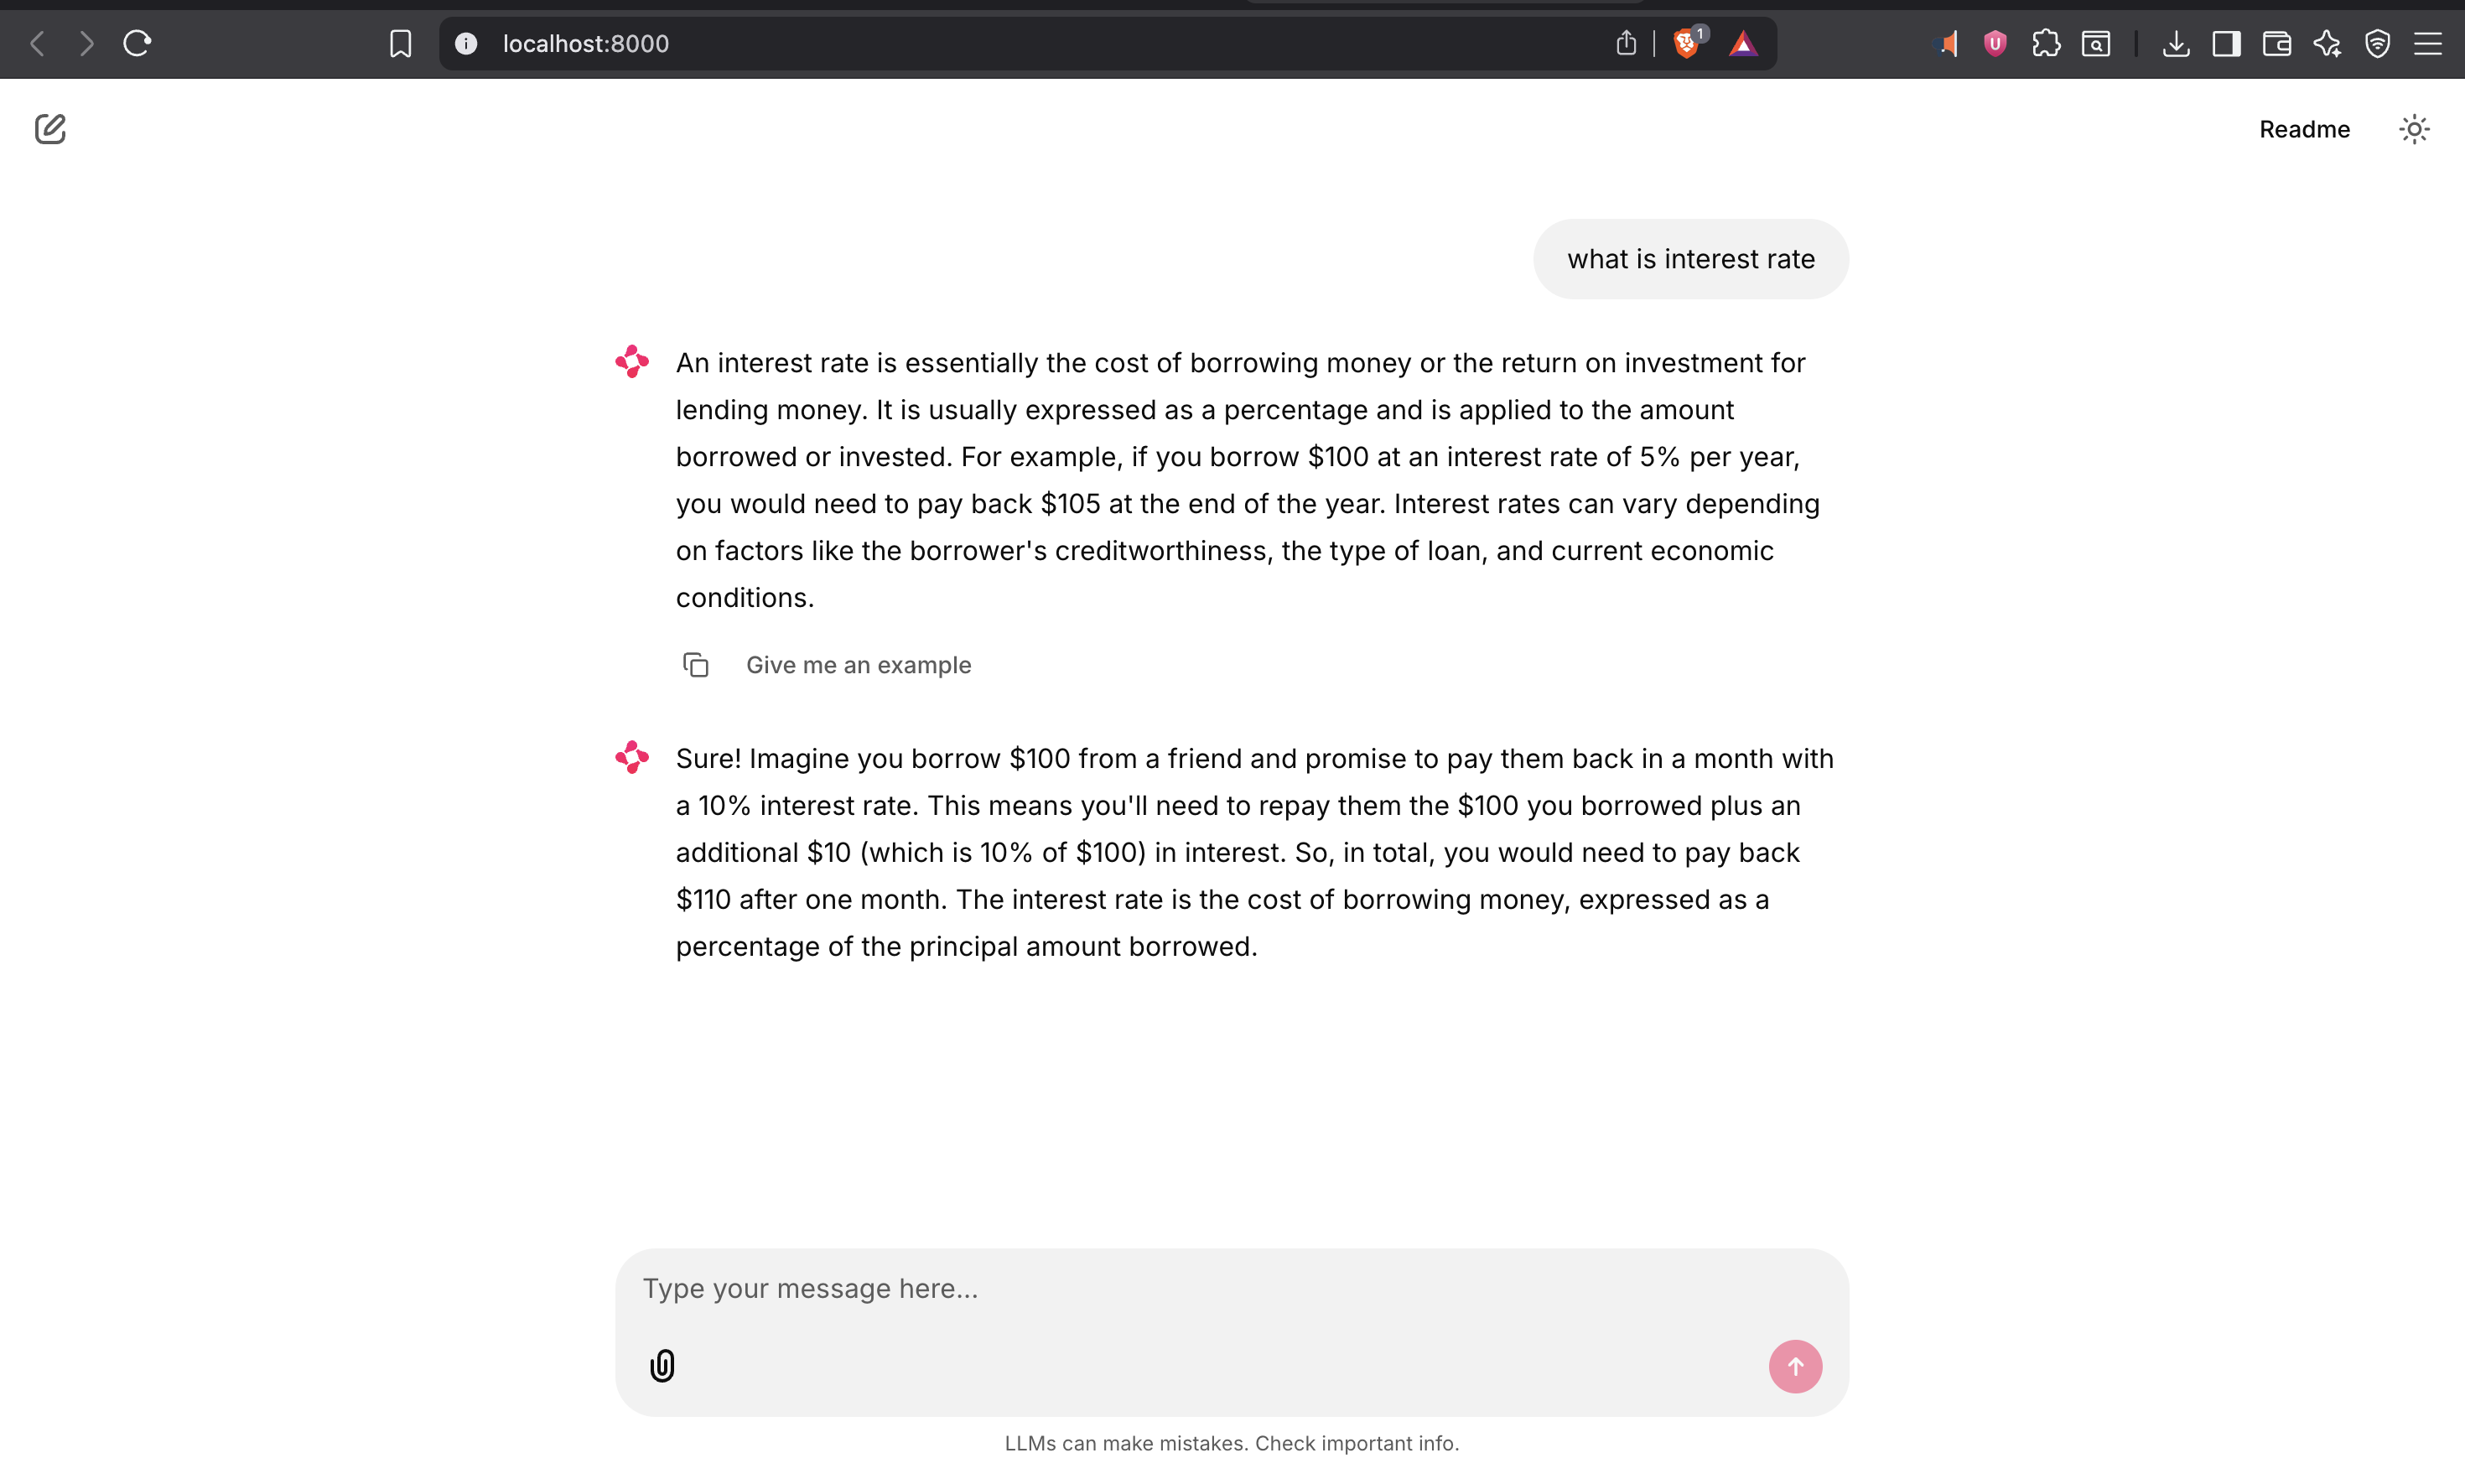 localhost:8000
1
U
Readme
what is interest rate
An interest rate is essentially the cost of borrowing money or the return on investment for
lending money. It is usually expressed as a percentage and is applied to the amount
borrowed or invested. For example, if you borrow $100 at an interest rate of 5% per year,
you would need to pay back $105 at the end of the year. Interest rates can vary depending
on factors like the borrower's creditworthiness, the type of loan, and current economic
conditions.
Give me an example
Sure! Imagine you borrow $100 from a friend and promise to pay them back in a month with
a 10% interest rate. This means you'll need to repay them the $100 you borrowed plus an
additional $10 (which is 10% of $100) in interest. So, in total, you would need to pay back
$110 after one month. The interest rate is the cost of borrowing money, expressed as a
percentage of the principal amount borrowed.
Type your message here...
LLMs can make mistakes. Check important info.